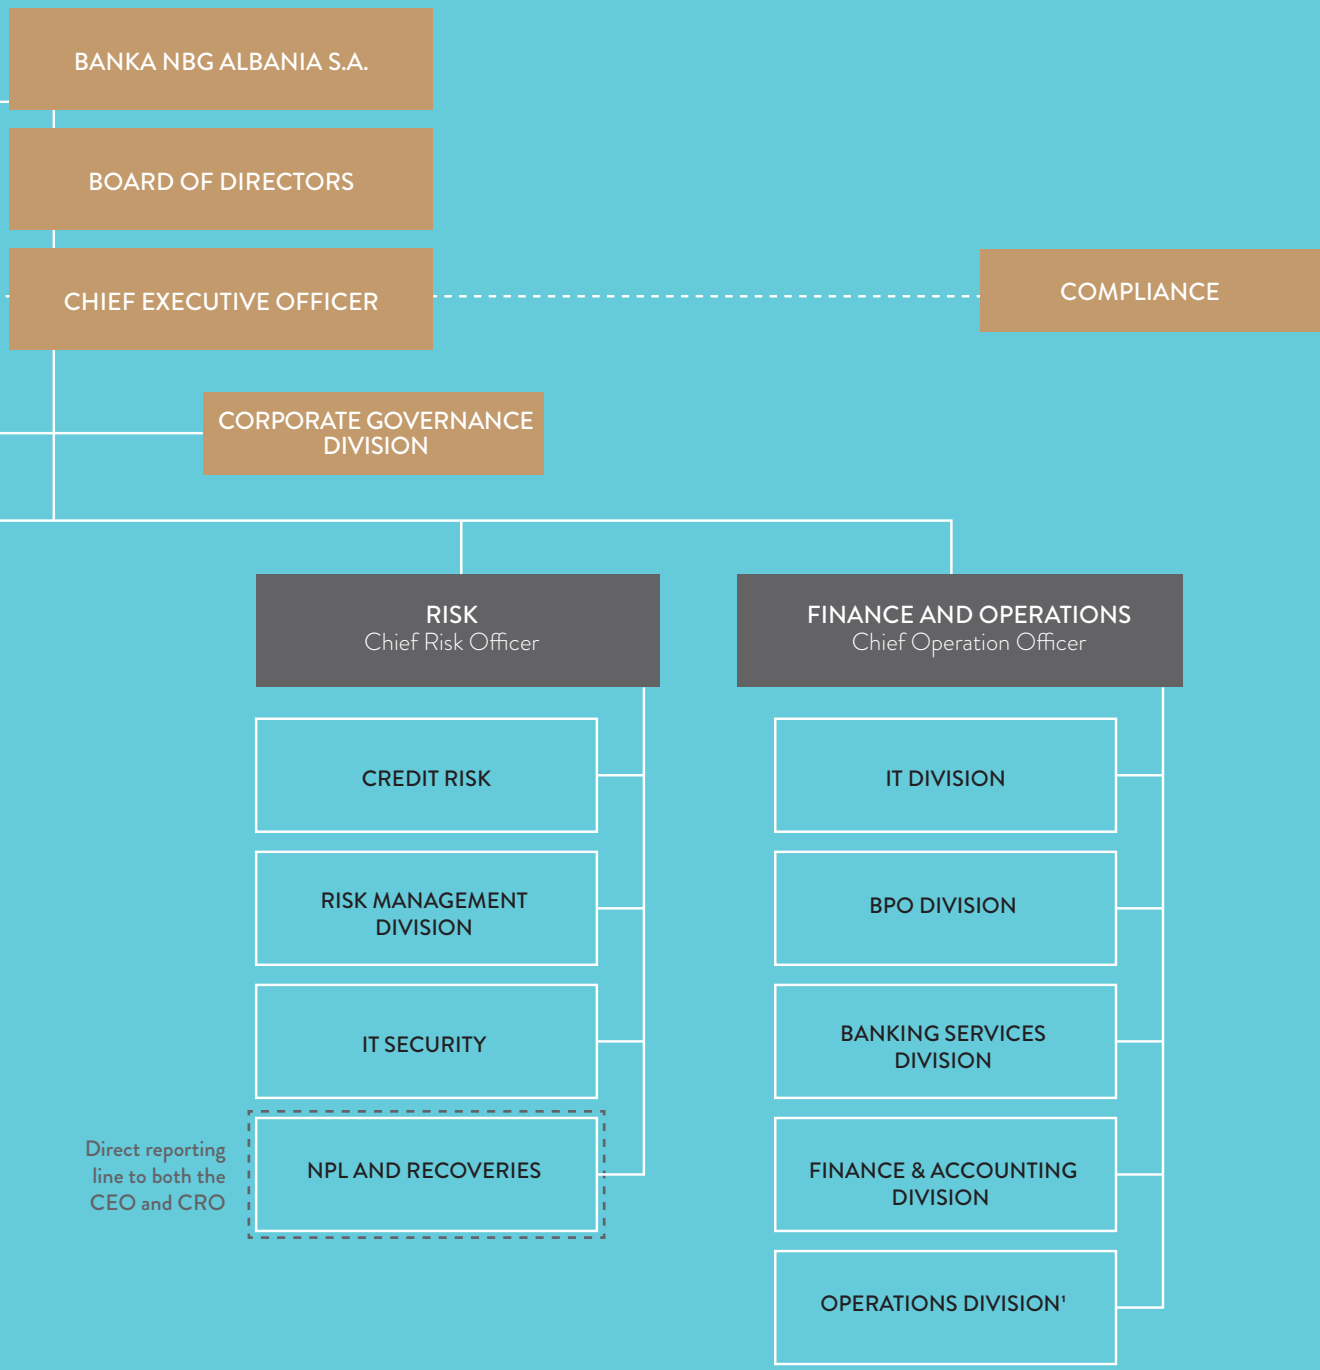 BANKA NBG ALBANIA S.A.
BOARD OF DIRECTORS
CHIEF EXECUTIVE OFFICER
COMPLIANCE
CORPORATE GOVERNANCE
DIVISION
RISK
Chief Risk Officer
CREDIT RISK
RISK MANAGEMENT
DIVISION
IT SECURITY
NPL AND RECOVERIES
Direct reporting
line to both the
CEO and CRO
FINANCE AND OPERATIONS
Chief Operation Officer
IT DIVISION
BPO DIVISION
BANKING SERVICES
DIVISION
FINANCE & ACCOUNTING
DIVISION
OPERATIONS DIVISION¹